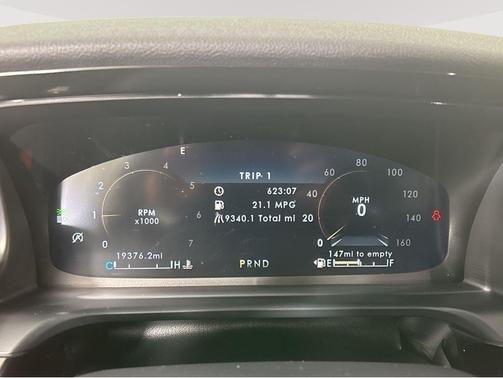 E
TRIP 1
623:07
21.1 MPG
9340.1 Total mi
0 1 2 3 4 5 6 7
RPM
x1000
0 20 40 60 80 100 120 140 160
MPH
0
19376.2mi
C H
PRND
147mi to empty
E F